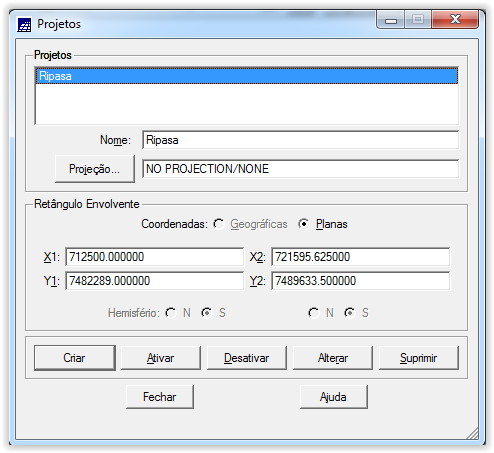 Projetos
Projetos
Ripasa
Nome: Ripasa
Projeção... NO PROJECTION/NONE
Retângulo Envolvente
Coordenadas: Geográficas Planas
X1: 712500.000000 X2: 721595.625000
Y1: 7482289.000000 Y2: 7489633.500000
Hemisfério: N S N S
Criar Ativar Desativar Alterar Suprimir
Fechar Ajuda